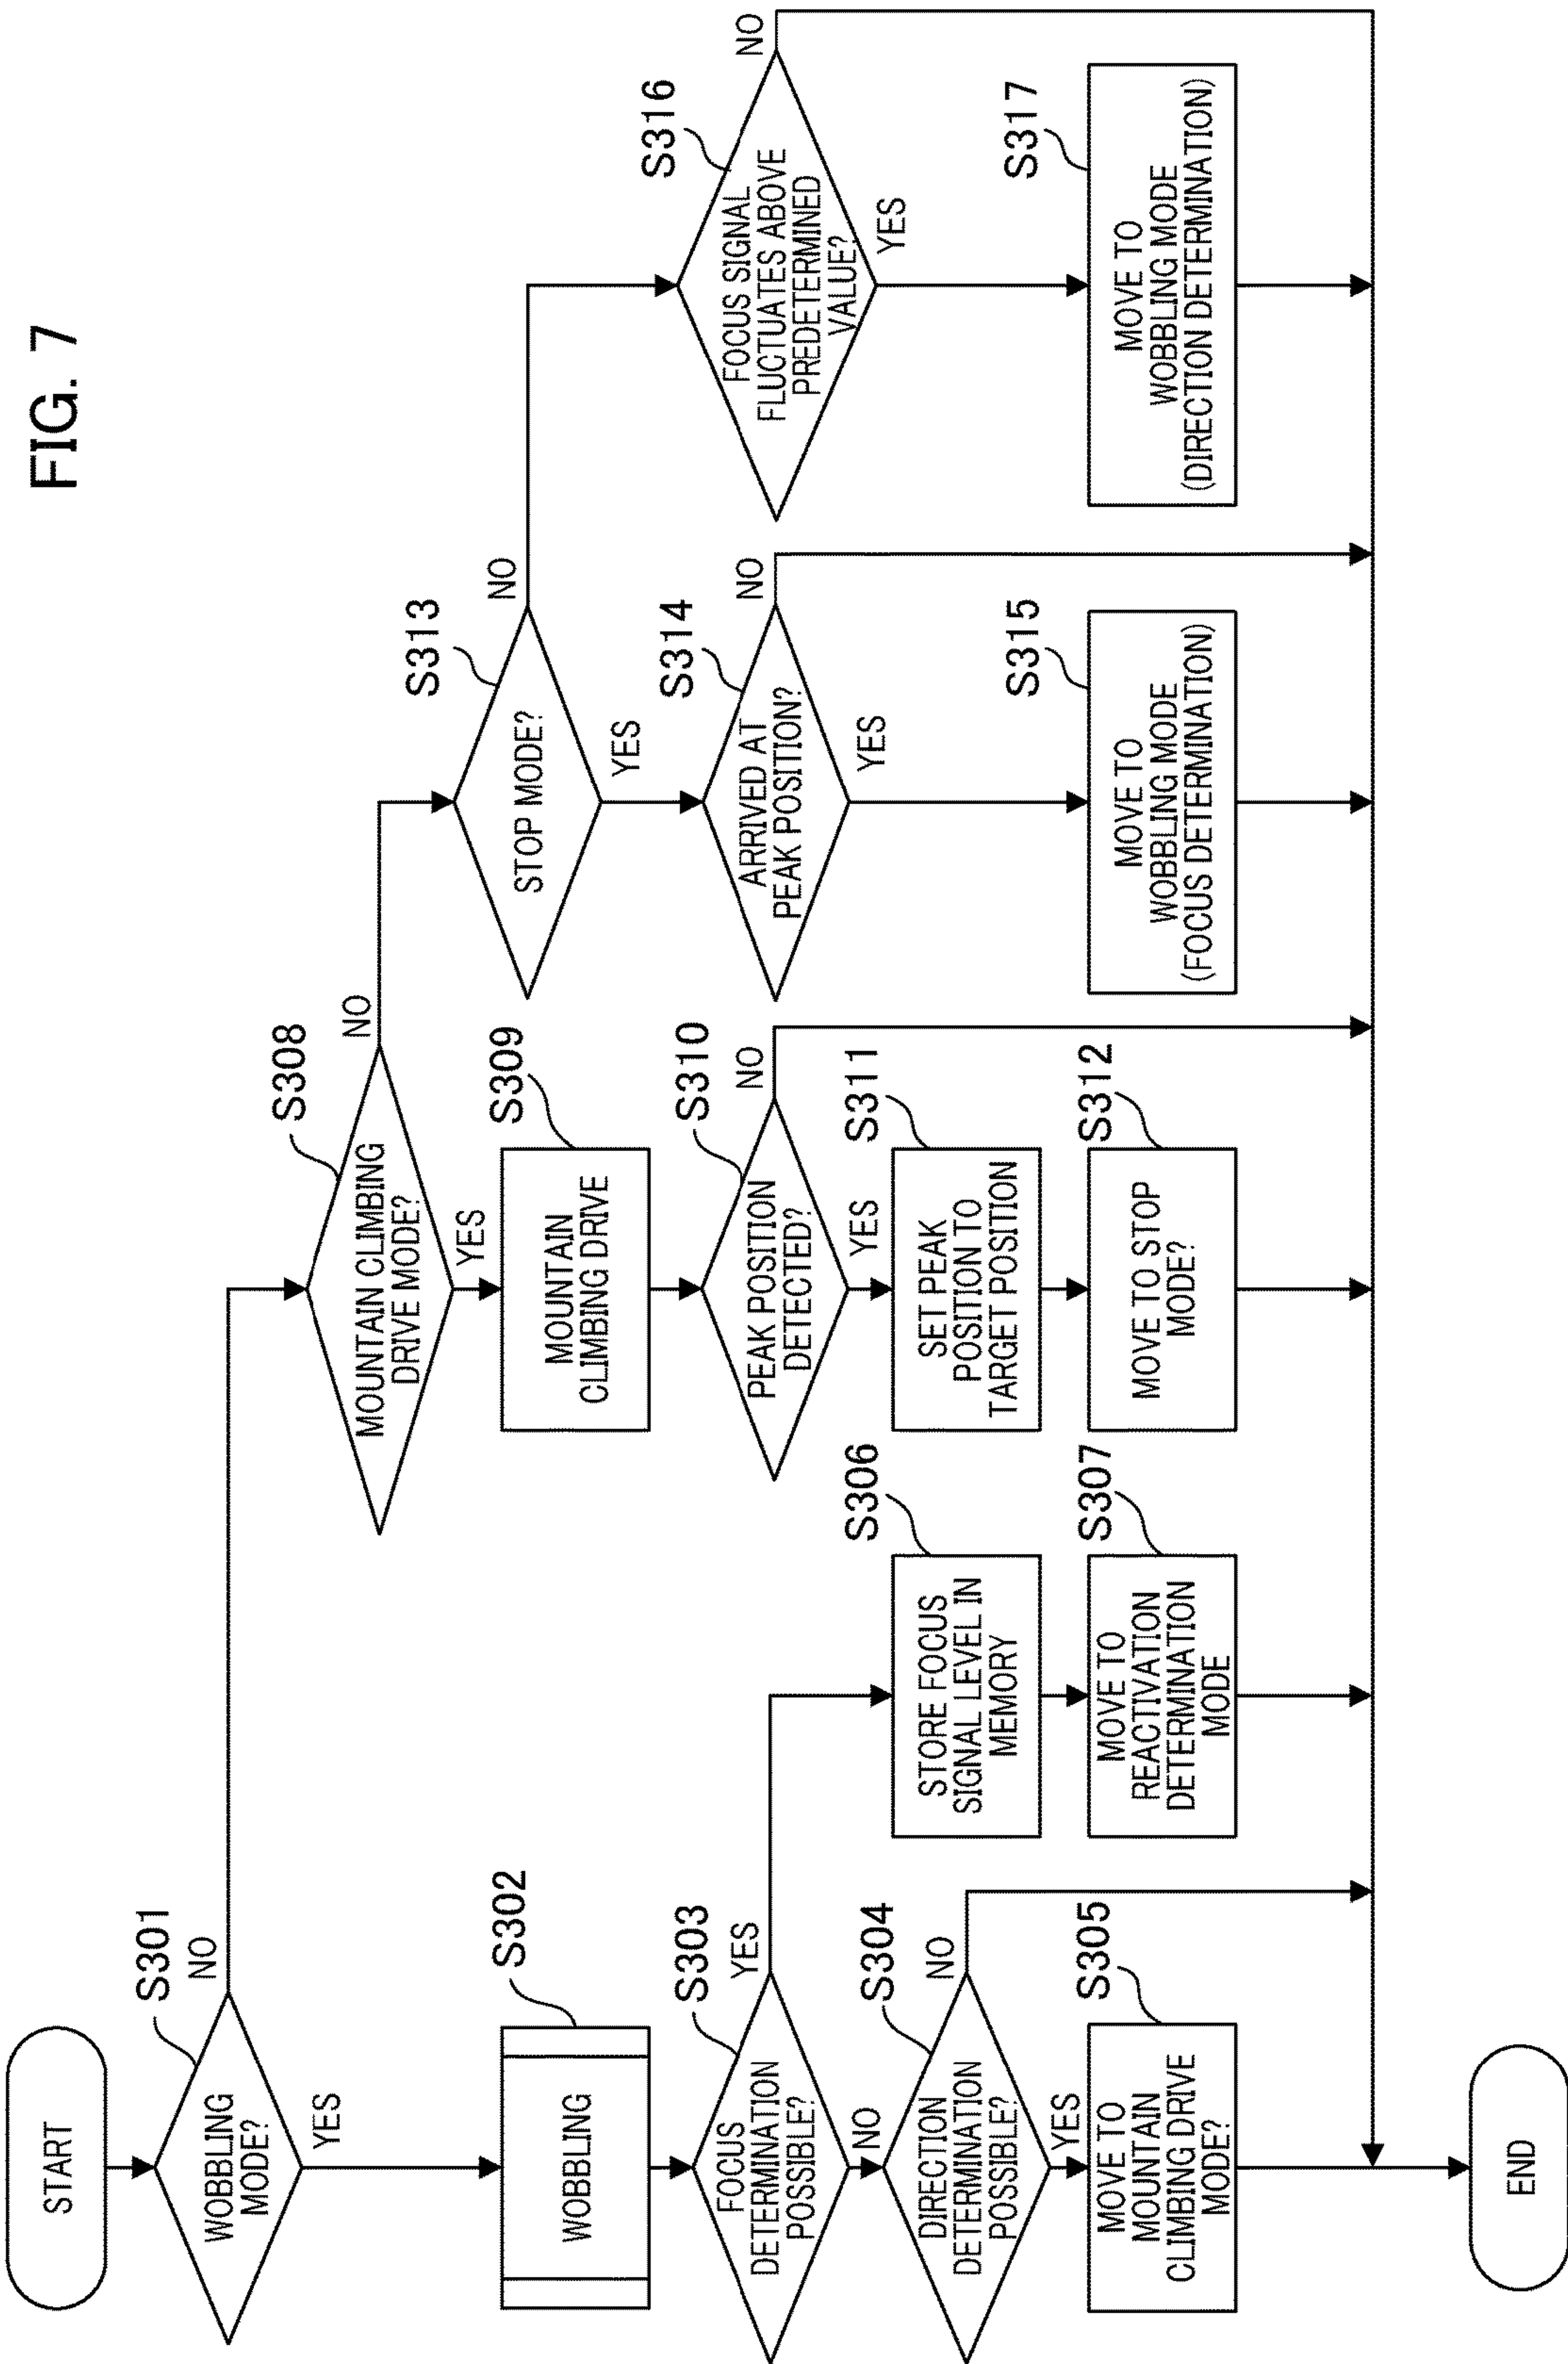 FIG. 7
START
S301
WOBBLING
MODE?
NO
YES
S302
WOBBLING
S303
FOCUS
DETERMINATION
POSSIBLE?
YES
NO
S304
DIRECTION
DETERMINATION
POSSIBLE?
NO
YES
S305
MOVE TO
MOUNTAIN
CLIMBING DRIVE
MODE?
S306
STORE FOCUS
SIGNAL LEVEL IN
MEMORY
S307
MOVE TO
REACTIVATION
DETERMINATION
MODE
S308
MOUNTAIN CLIMBING
DRIVE MODE?
NO
YES
S309
MOUNTAIN
CLIMBING DRIVE
S310
PEAK POSITION
DETECTED?
NO
YES
S311
SET PEAK
POSITION TO
TARGET POSITION
S312
MOVE TO STOP
MODE?
S313
STOP MODE?
NO
YES
S314
ARRIVED AT
PEAK POSITION?
NO
YES
S315
MOVE TO
WOBBLING MODE
(FOCUS DETERMINATION)
S316
FOCUS SIGNAL
FLUCTUATES ABOVE
PREDETERMINED
VALUE?
NO
YES
S317
MOVE TO
WOBBLING MODE
(DIRECTION DETERMINATION)
END